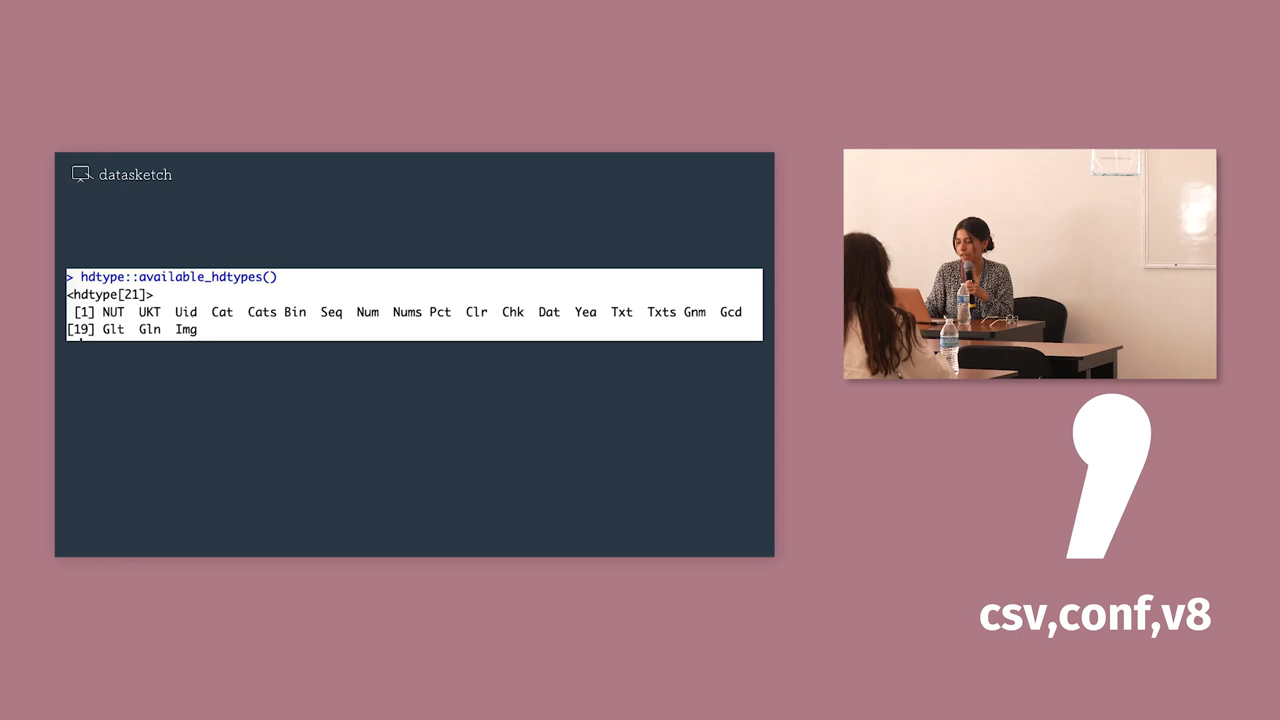 datasketch
> hdtype::available_hdtypes()
<hdtype[21]>
[1] NUT UKT Uid Cat Cats Bin Seq Num Nums Pct Clr Chk Dat Yea Txt Txts Gnm Gcd
[19] Glt Gln Img
csv,conf,v8